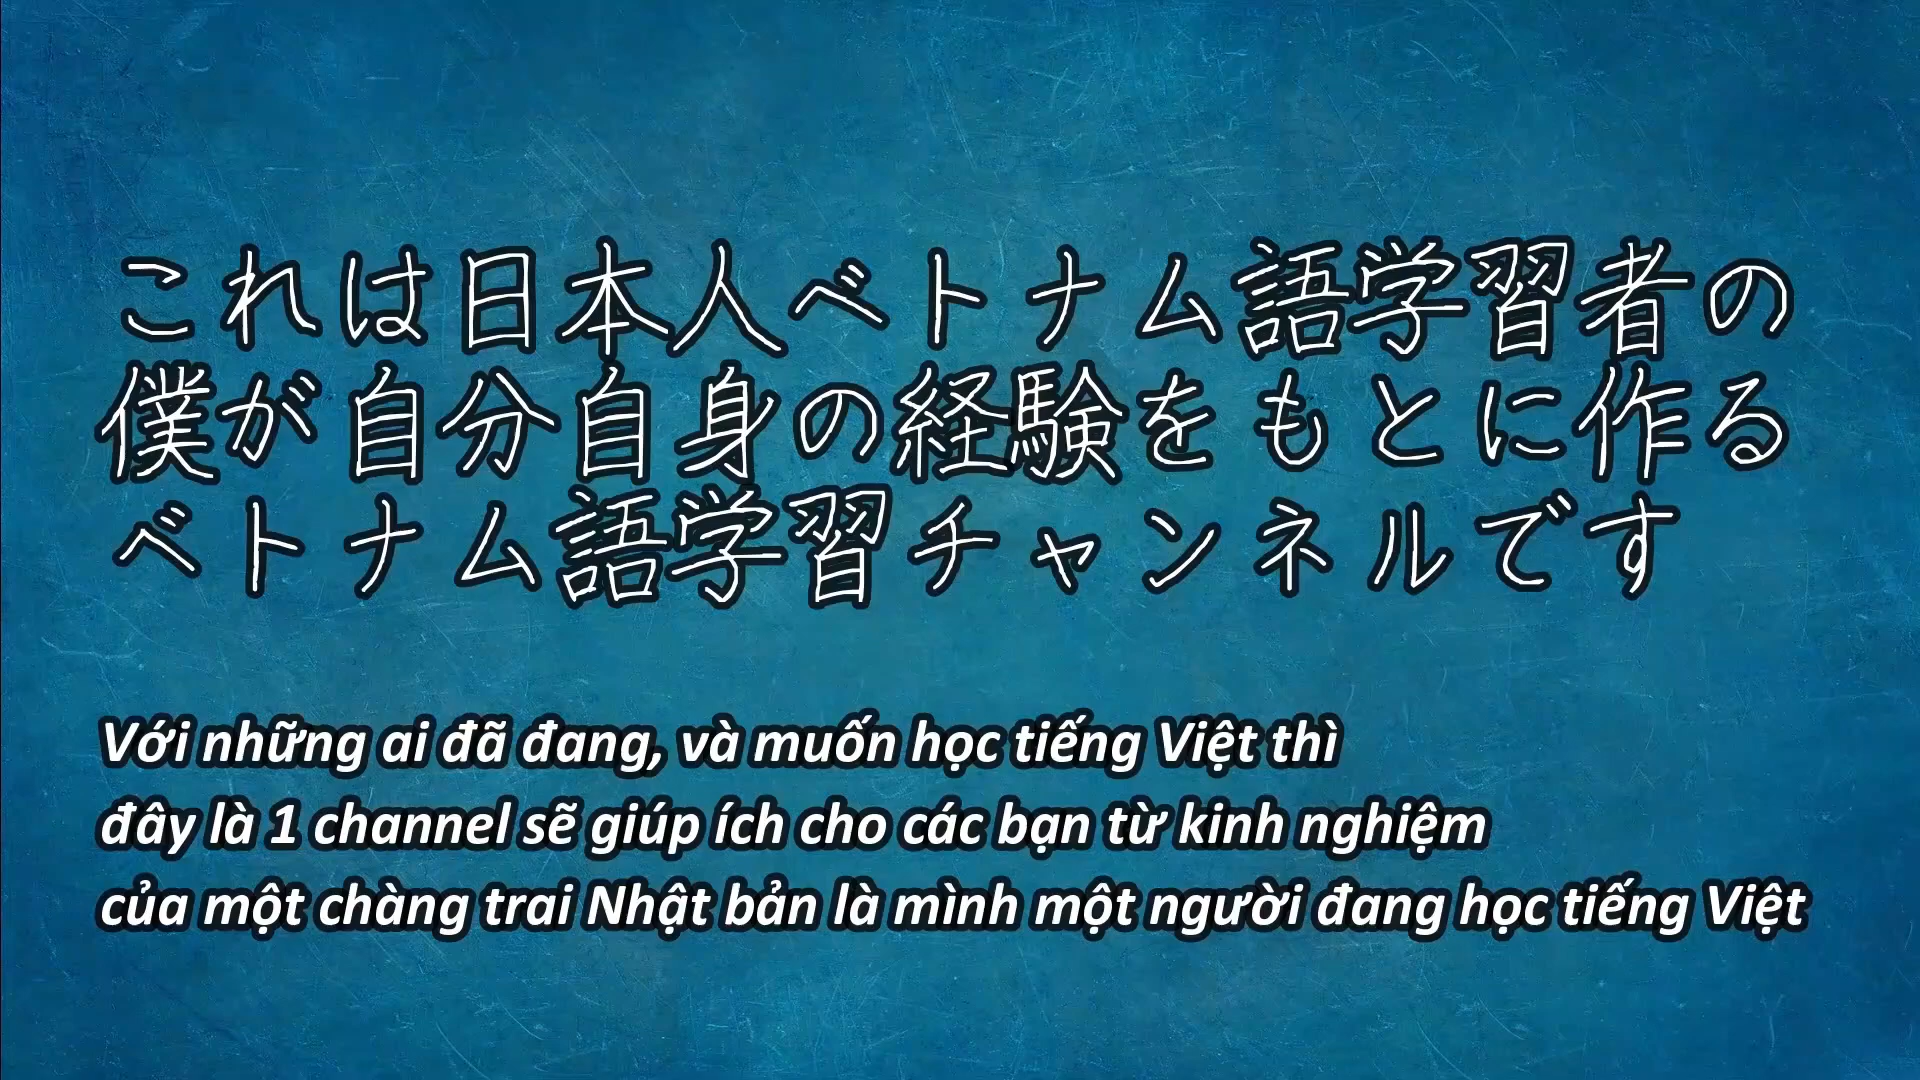 これは日本人ベトナム語学習者の
僕が自分自身の経験をもとに作る
ベトナム語学習チャンネルです
Với những ai đã đang, và muốn học tiếng Việt thì
đây là 1 channel sẽ giúp ích cho các bạn từ kinh nghiệm
của một chàng trai Nhật bản là mình một người đang học tiếng Việt